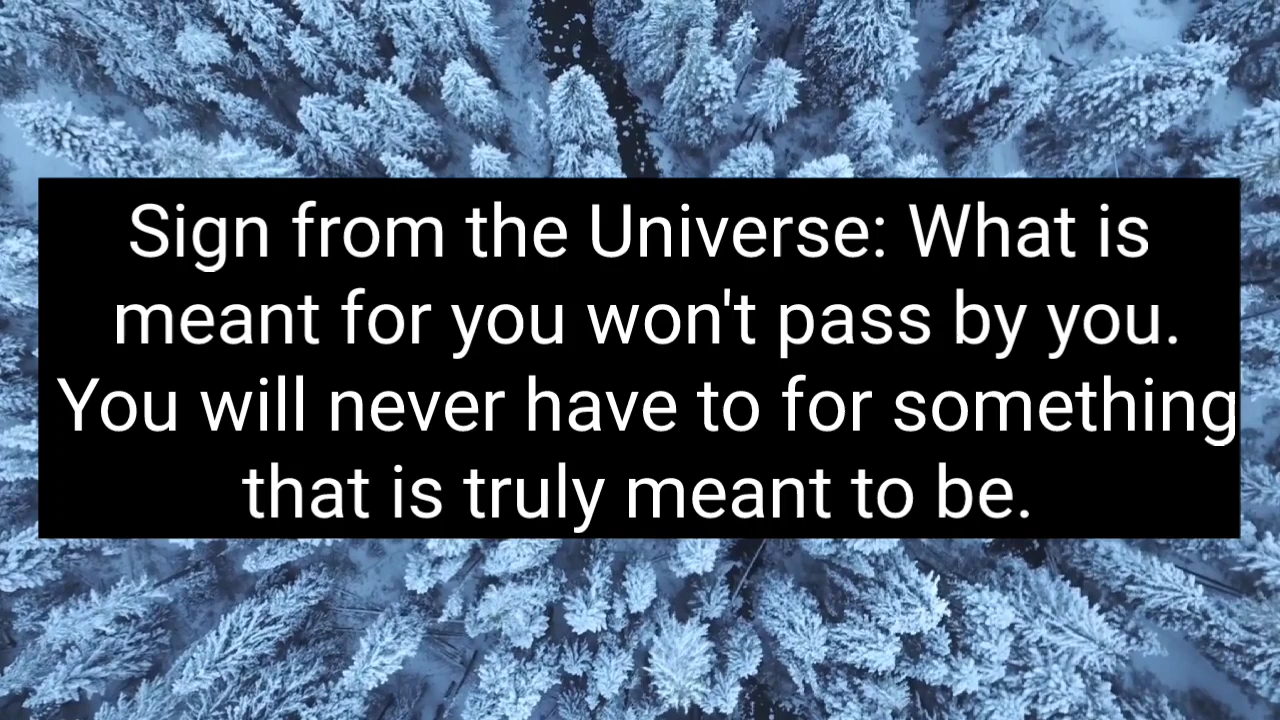 Sign from the Universe: What is
meant for you won't pass by you.
You will never have to for something
that is truly meant to be.